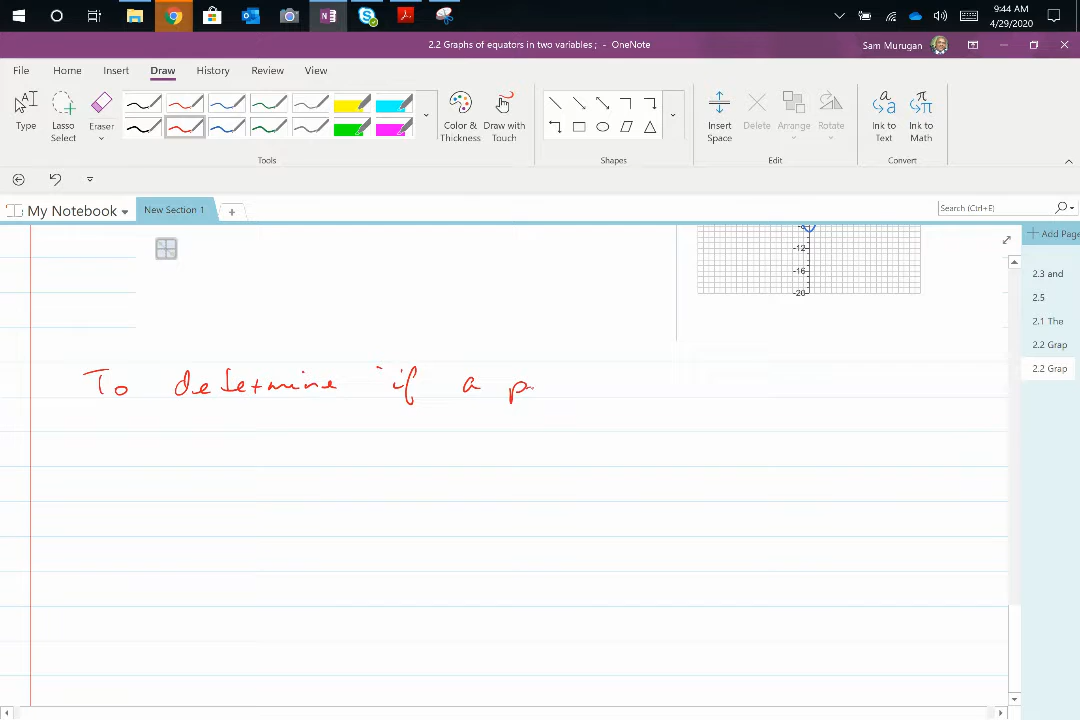 9:44 AM
4/29/2020
2.2 Graphs of equators in two variables ; - OneNote
Sam Murugan
File Home Insert Draw History Review View
Type
Lasso Select
Eraser
Color & Thickness
Draw with Touch
Insert Space
Delete
Arrange
Rotate
Ink to Text
Ink to Math
Tools
Shapes
Edit
Convert
My Notebook
New Section 1
Search (Ctrl+E)
Add Page
2.3 and
2.5
2.1 The
2.2 Grap
2.2 Grap
-12
-16
-20
To determine if a p